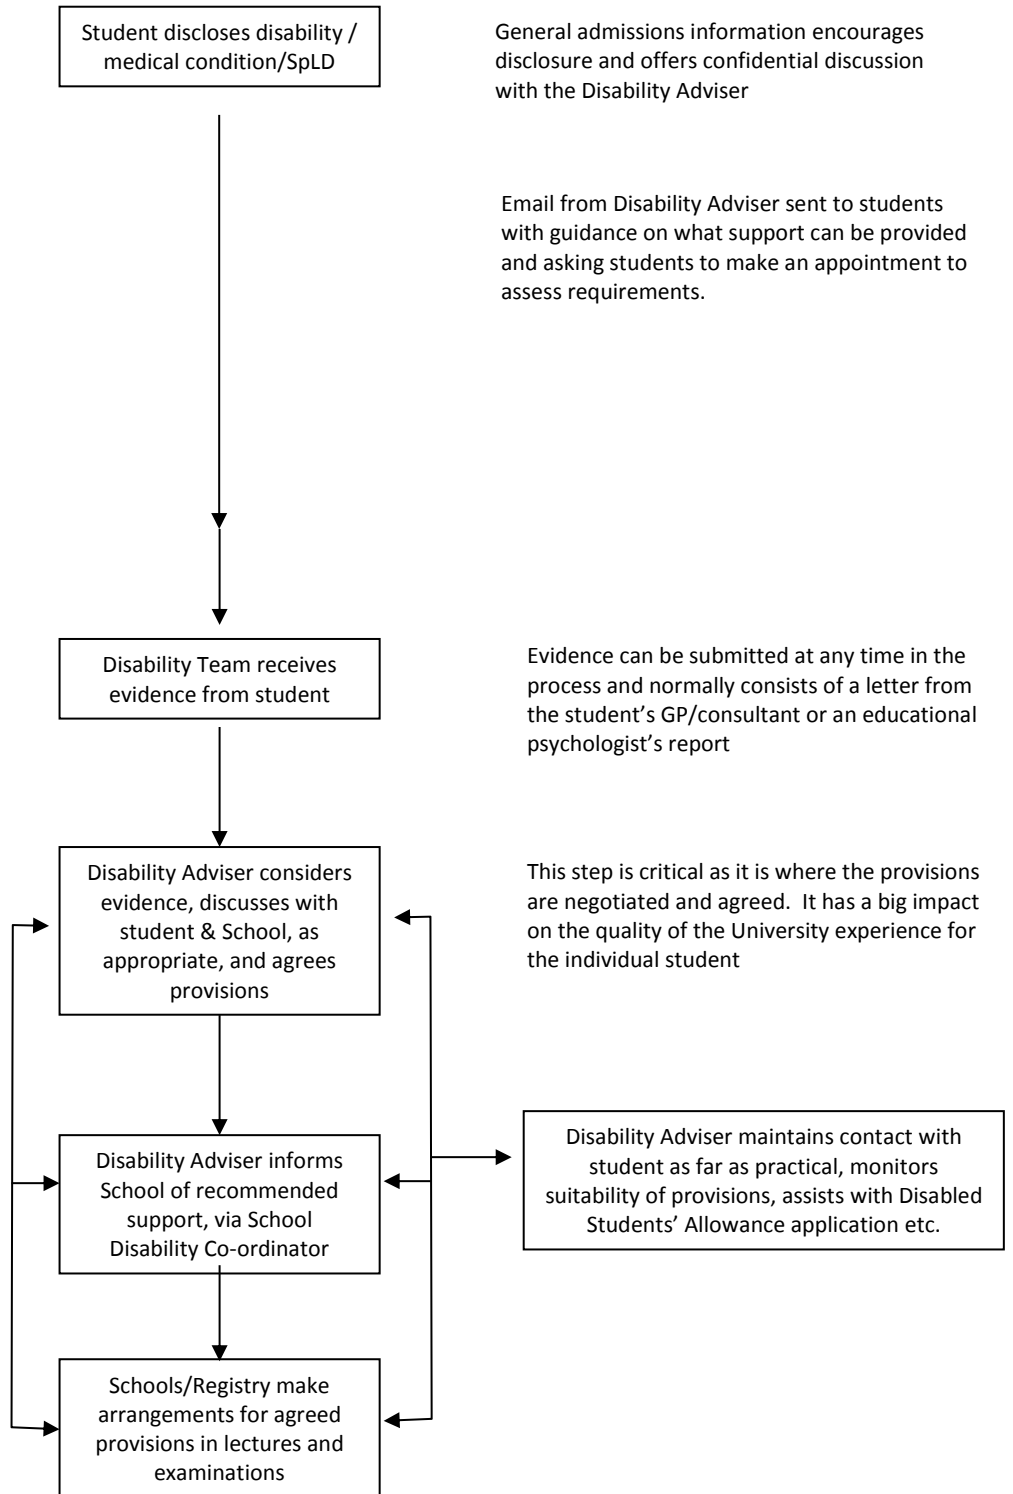 Student discloses disability /
medical condition/SpLD
General admissions information encourages
disclosure and offers confidential discussion
with the Disability Adviser
Email from Disability Adviser sent to students
with guidance on what support can be provided
and asking students to make an appointment to
assess requirements.
Disability Team receives
evidence from student
Evidence can be submitted at any time in the
process and normally consists of a letter from
the student’s GP/consultant or an educational
psychologist’s report
Disability Adviser considers
evidence, discusses with
student & School, as
appropriate, and agrees
provisions
This step is critical as it is where the provisions
are negotiated and agreed.  It has a big impact
on the quality of the University experience for
the individual student
Disability Adviser informs
School of recommended
support, via School
Disability Co-ordinator
Disability Adviser maintains contact with
student as far as practical, monitors
suitability of provisions, assists with Disabled
Students’ Allowance application etc.
Schools/Registry make
arrangements for agreed
provisions in lectures and
examinations